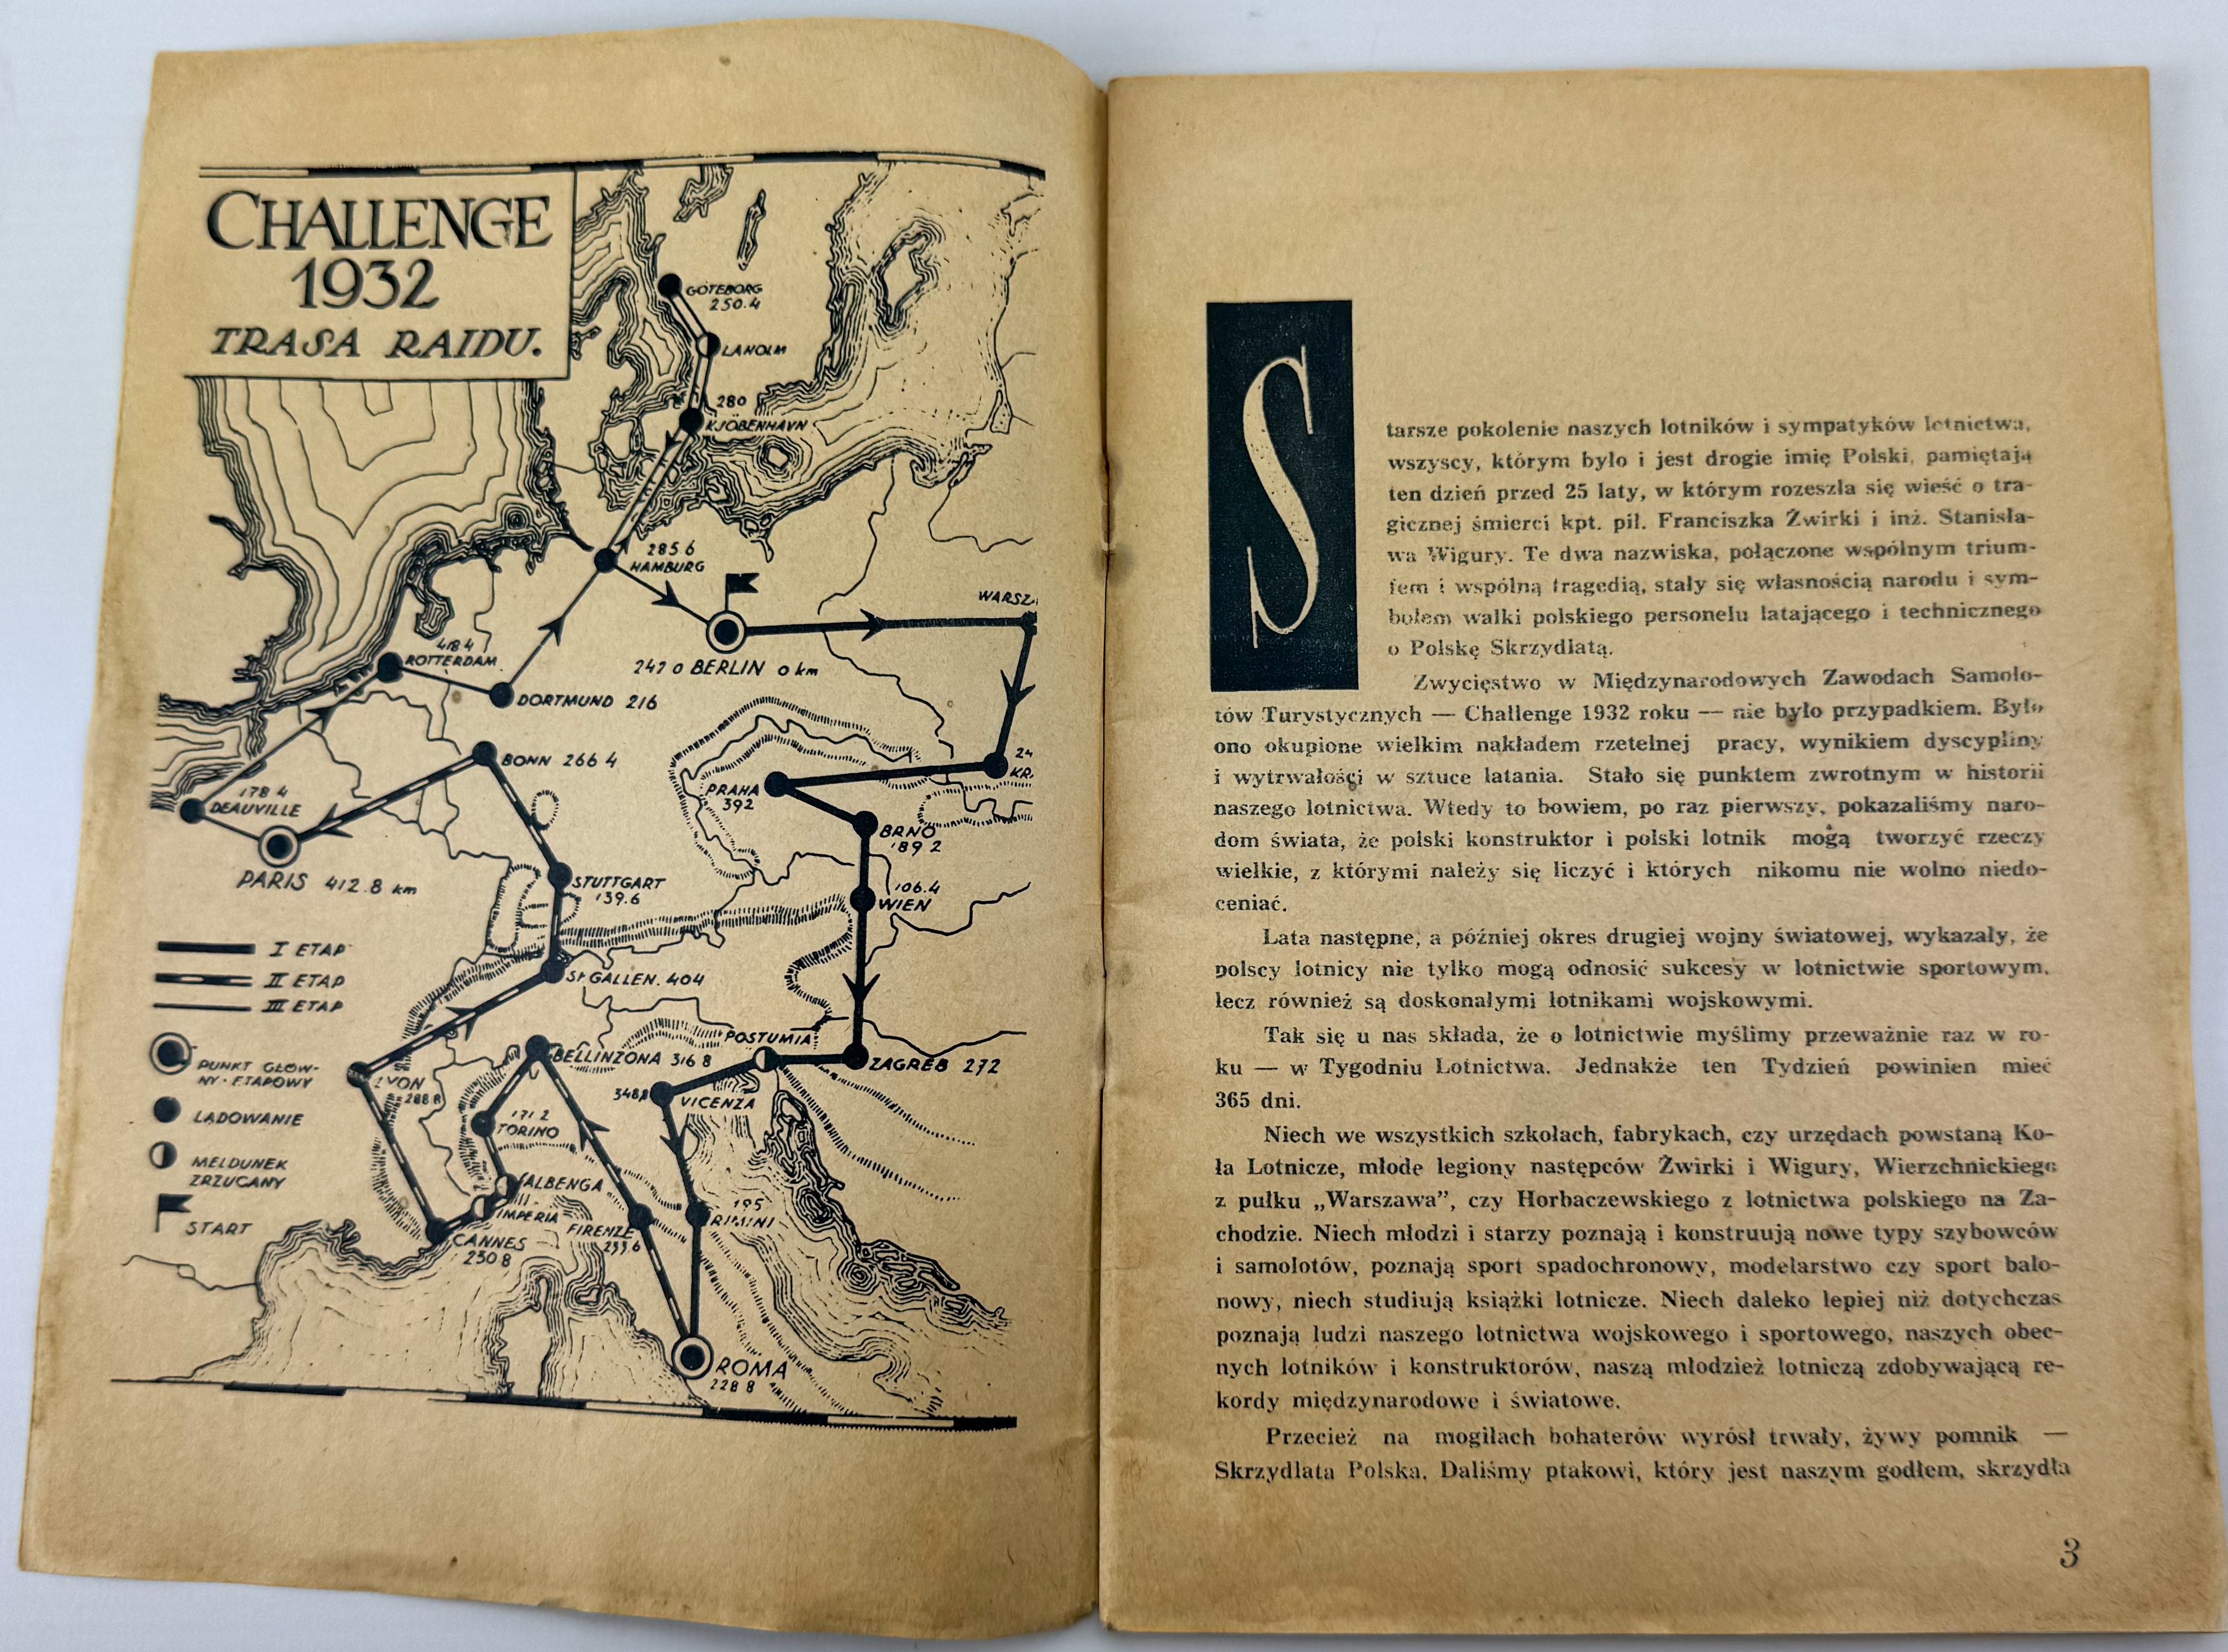 CHALLENGE
1932
TRASA RAIDU.
GÖTEBORG
250.4
LAHOLM
280
KJÖBENHAVN
285 6
HAMBURG
WARSZ
418 4
ROTTERDAM
242 0 BERLIN 0 km
DORTMUND 216
BONN 266 4
24
KR.
PRAHA
392
178 4
DEAUVILLE
BRNO
189 2
PARIS 412.8 km
STUTTGART
139.6
106.4
WIEN
I ETAP
II ETAP
III ETAP
St GALLEN. 404
POSTUMIA
PUNKT GŁÓW-
NY-ETAPOWY
BELLINZONA 316 8
ZAGREB 272
LYON
288 8
348,8
VICENZA
LĄDOWANIE
171 2
TORINO
MELDUNEK
ZRZUCANY
ALBENGA
IMPERIA
195
RIMINI
START
CANNES
230 8
FIRENZE
ROMA
228 8
S
tarsze pokolenie naszych lotników i sympatyków lotnictwa,
wszyscy, którym było i jest drogie imię Polski, pamiętają
ten dzień przed 25 laty, w którym rozeszła się wieść o tra-
gicznej śmierci kpt. pil. Franciszka Żwirki i inż. Stanisła-
wa Wigury. Te dwa nazwiska, połączone wspólnym trium-
fem i wspólną tragedią, stały się własnością narodu i sym-
bolem walki polskiego personelu latającego i technicznego
o Polskę Skrzydlatą.
Zwycięstwo w Międzynarodowych Zawodach Samolo-
tów Turystycznych — Challenge 1932 roku — nie było przypadkiem. Było
ono okupione wielkim nakładem rzetelnej pracy, wynikiem dyscypliny
i wytrwałości w sztuce latania. Stało się punktem zwrotnym w historii
naszego lotnictwa. Wtedy to bowiem, po raz pierwszy, pokazaliśmy naro-
dom świata, że polski konstruktor i polski lotnik mogą tworzyć rzeczy
wielkie, z którymi należy się liczyć i których nikomu nie wolno niedo-
ceniać.
Lata następne, a później okres drugiej wojny światowej, wykazały, że
polscy lotnicy nie tylko mogą odnosić sukcesy w lotnictwie sportowym,
lecz również są doskonałymi lotnikami wojskowymi.
Tak się u nas składa, że o lotnictwie myślimy przeważnie raz w ro-
ku — w Tygodniu Lotnictwa. Jednakże ten Tydzień powinien mieć
365 dni.
Niech we wszystkich szkołach, fabrykach, czy urzędach powstaną Ko-
ła Lotnicze, młode legiony następców Żwirki i Wigury, Wierzchnickiego
z pułku „Warszawa”, czy Horbaczewskiego z lotnictwa polskiego na Za-
chodzie. Niech młodzi i starzy poznają i konstruują nowe typy szybowców
i samolotów, poznają sport spadochronowy, modelarstwo czy sport balo-
nowy, niech studiują książki lotnicze. Niech daleko lepiej niż dotychczas
poznają ludzi naszego lotnictwa wojskowego i sportowego, naszych obec-
nych lotników i konstruktorów, naszą młodzież lotniczą zdobywającą re-
kordy międzynarodowe i światowe.
Przecież na mogiłach bohaterów wyrósł trwały, żywy pomnik —
Skrzydlata Polska. Daliśmy ptakowi, który jest naszym godłem, skrzydła
3